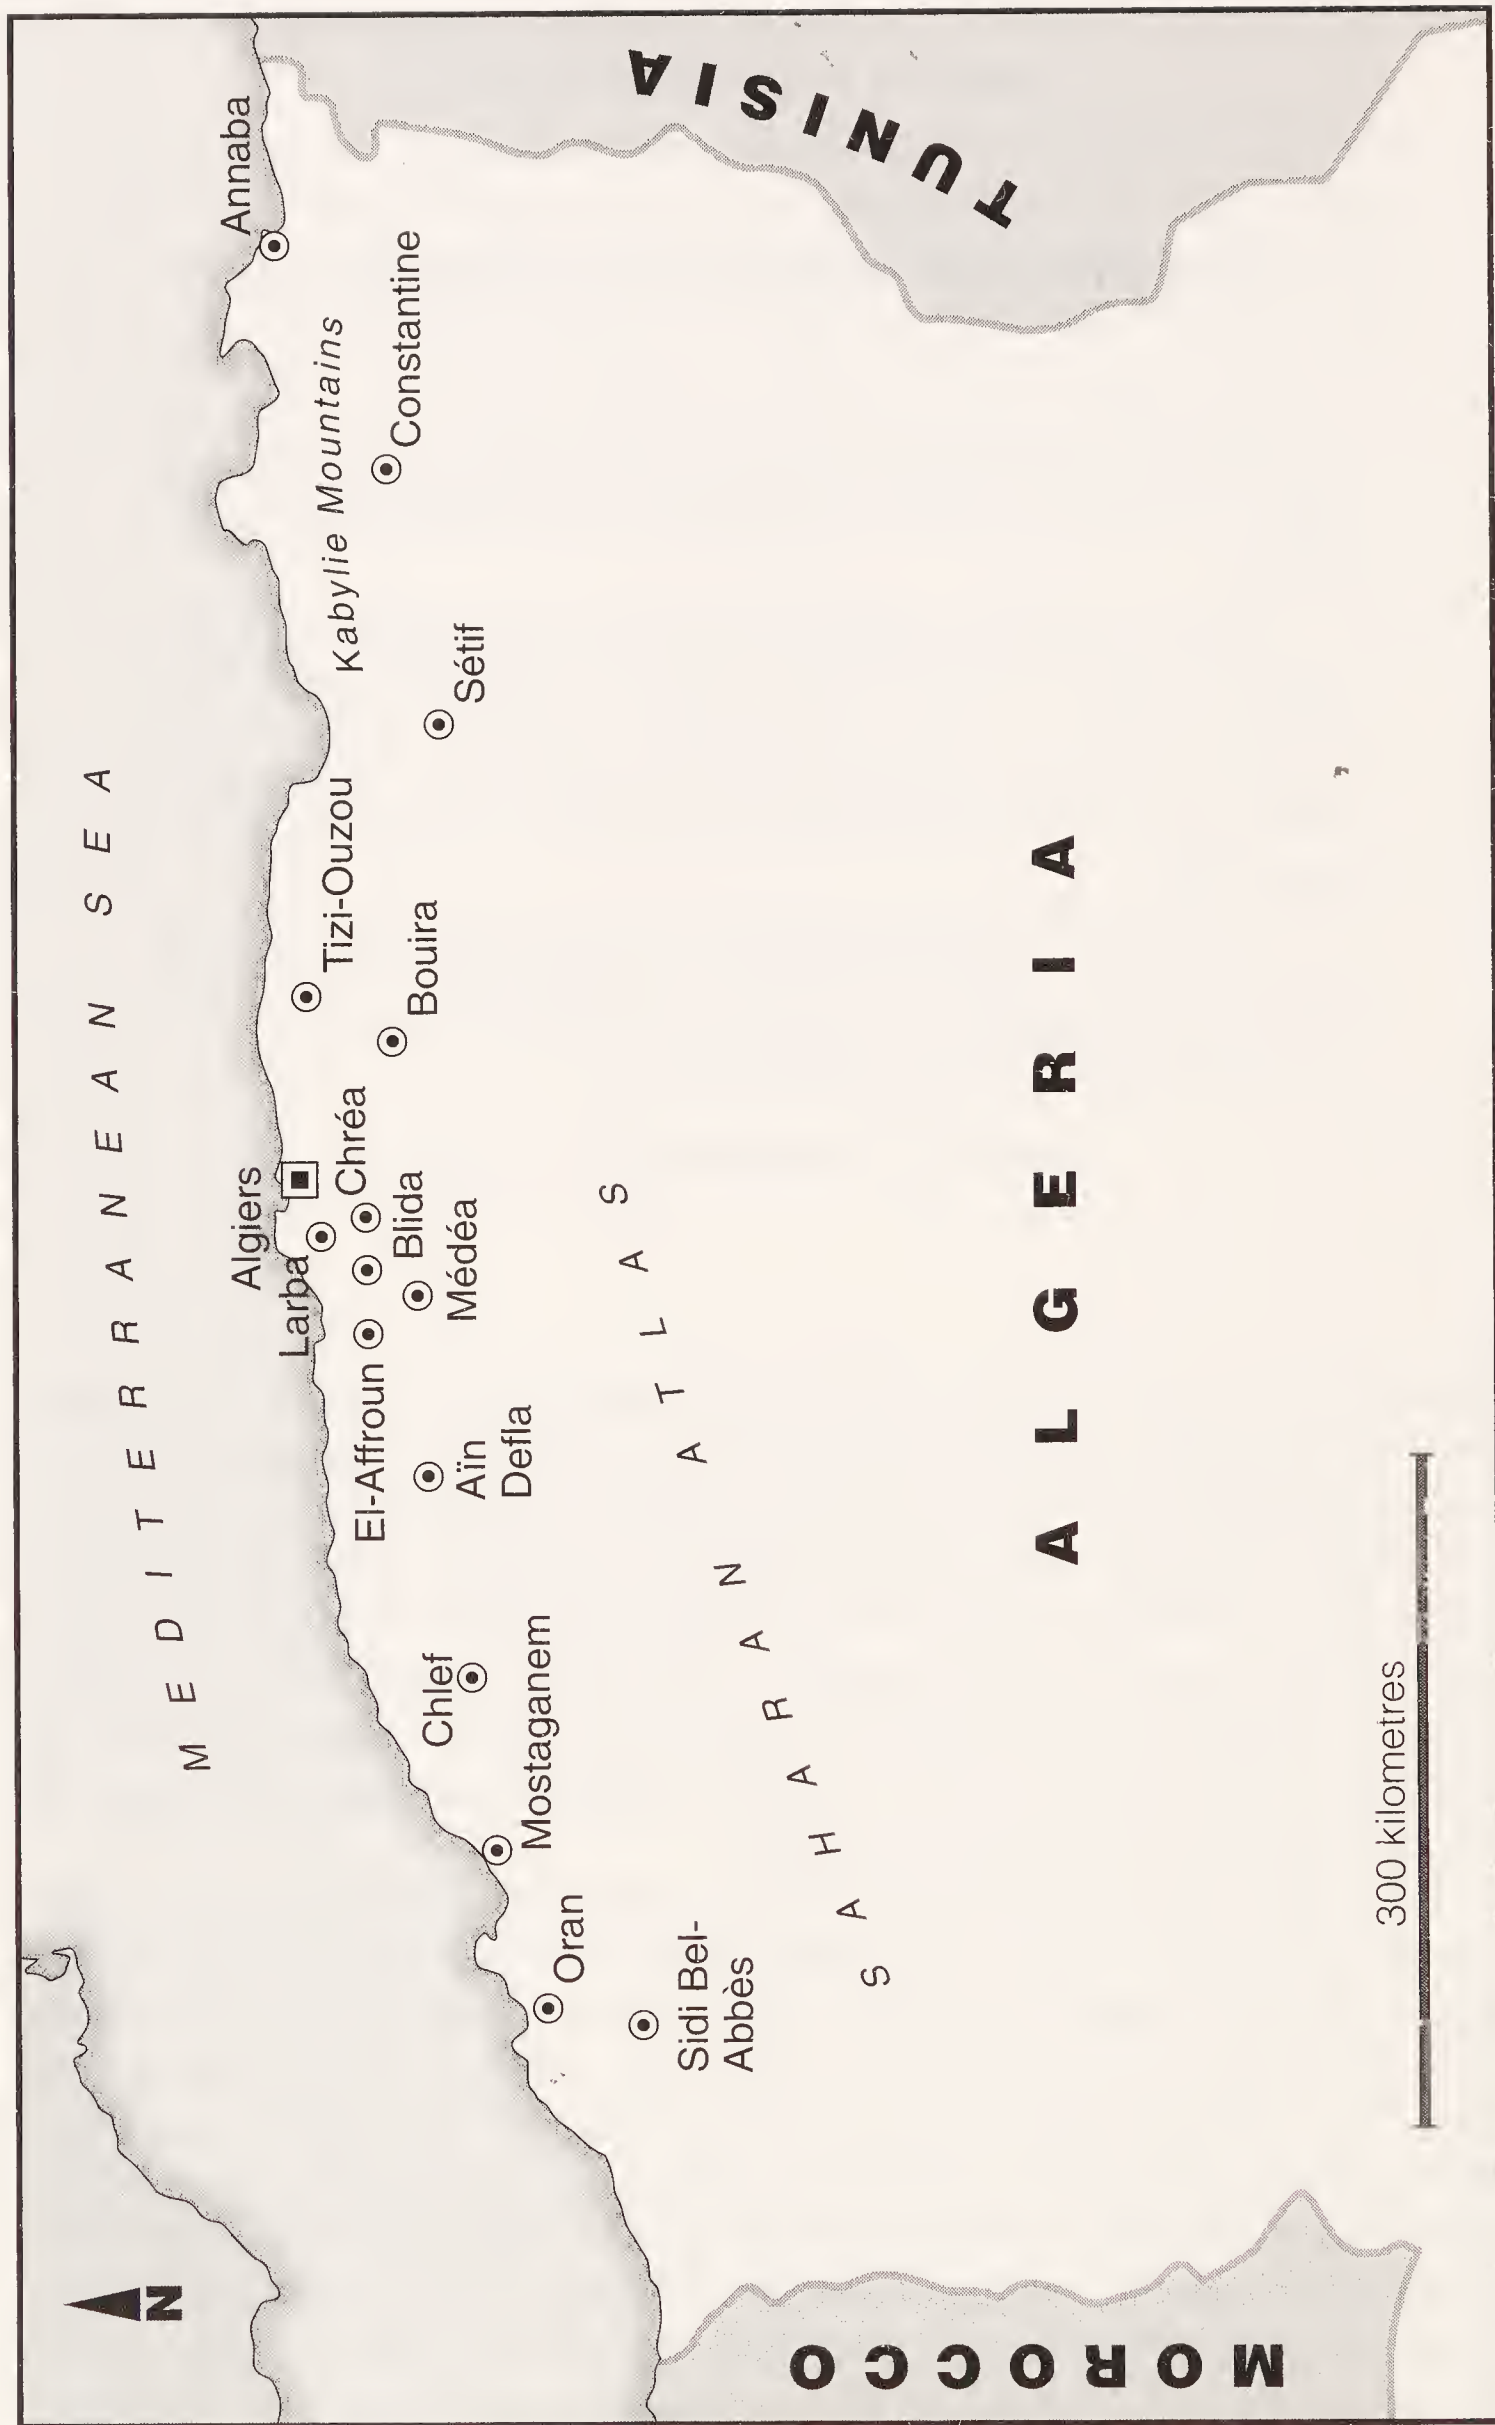 N
MEDITERRANEAN SEA
Annaba
Algiers
Larba
Tizi-Ouzou
Kabylie Mountains
Constantine
Chréa
Bouira
Blida
Médéa
Sétif
El-Affroun
Aïn
Defla
Chlef
Mostaganem
Oran
Sidi Bel-
Abbès
SAHARAN ATLAS
TUNISIA
ALGERIA
MOROCCO
300 kilometres